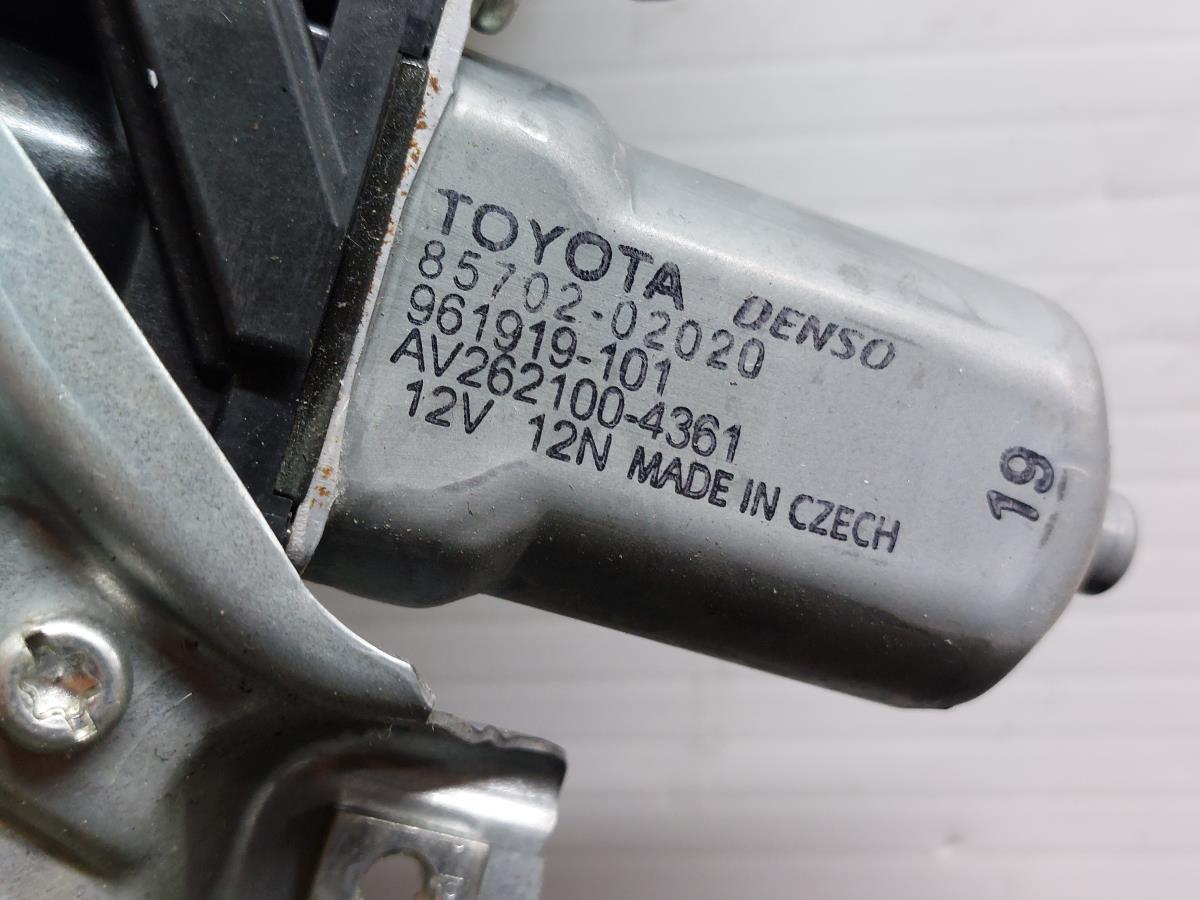 TOYOTA DENSO
85702-02020
961919-101
AV262100-4361
12V 12N MADE IN CZECH
19